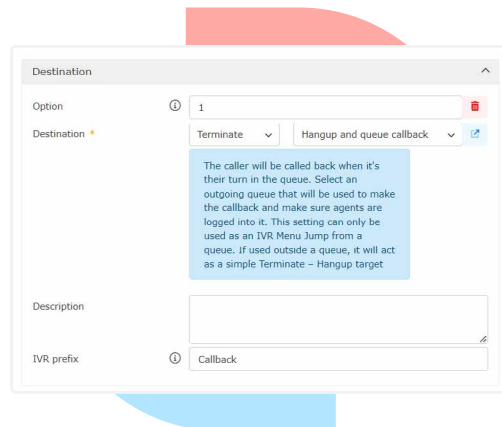 Destination
Option
1
Destination *
Terminate
Hangup and queue callback
The caller will be called back when it's
their turn in the queue. Select an
outgoing queue that will be used to make
the callback and make sure agents are
logged into it. This setting can only be
used as an IVR Menu Jump from a
queue. If used outside a queue, it will act
as a simple Terminate – Hangup target
Description
IVR prefix
Callback